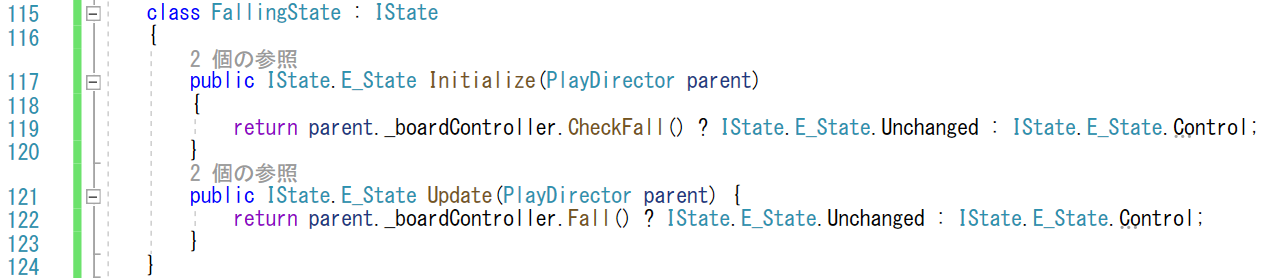 115 class FallingState : IState
116 {
2 個の参照
117 public IState.E_State Initialize(PlayDirector parent)
118 {
119 return parent._boardController.CheckFall() ? IState.E_State.Unchanged : IState.E_State.Control;
120 }
2 個の参照
121 public IState.E_State Update(PlayDirector parent) {
122 return parent._boardController.Fall() ? IState.E_State.Unchanged : IState.E_State.Control;
123 }
124 }